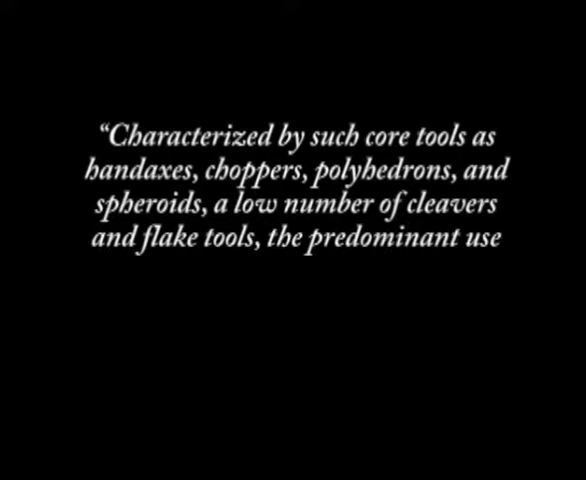 “Characterized by such core tools as
handaxes, choppers, polyhedrons, and
spheroids, a low number of cleavers
and flake tools, the predominant use